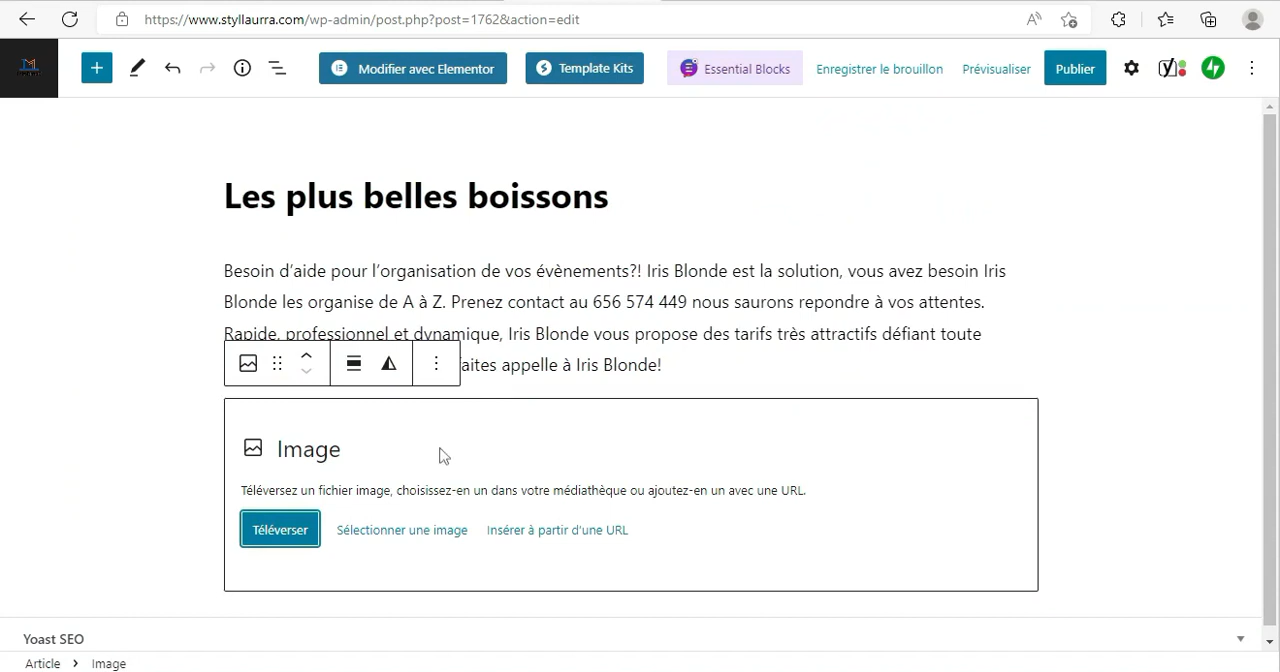 https://www.styllaurra.com/wp-admin/post.php?post=1762&action=edit
Modifier avec Elementor
Template Kits
Essential Blocks
Enregistrer le brouillon
Prévisualiser
Publier
Les plus belles boissons
Besoin d'aide pour l'organisation de vos évènements?! Iris Blonde est la solution, vous avez besoin Iris
Blonde les organise de A à Z. Prenez contact au 656 574 449 nous saurons repondre à vos attentes.
Rapide, professionnel et dynamique, Iris Blonde vous propose des tarifs très attractifs défiant toute
faites appelle à Iris Blonde!
Image
Téléversez un fichier image, choisissez-en un dans votre médiathèque ou ajoutez-en un avec une URL.
Téléverser
Sélectionner une image
Insérer à partir d'une URL
Yoast SEO
Article
Image